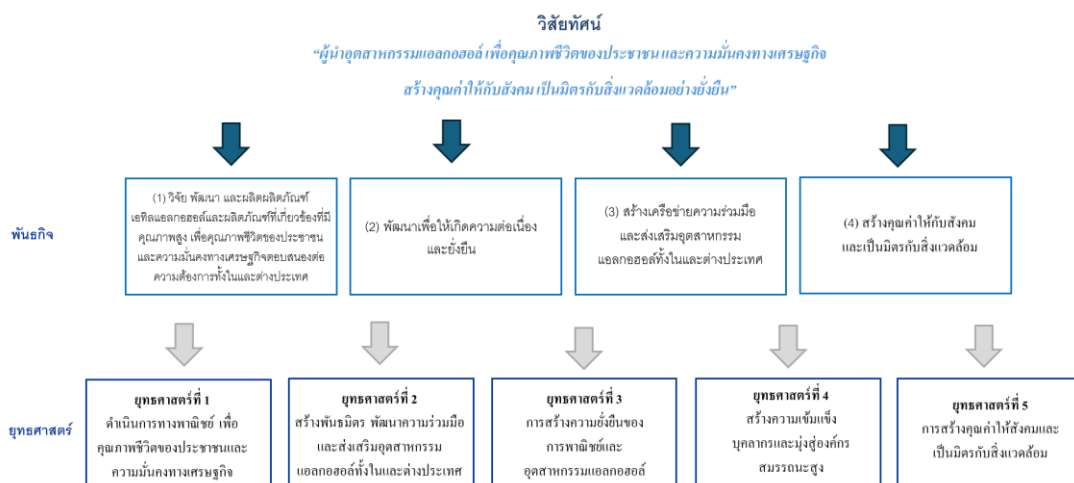 วิสัยทัศน์
“ผู้นำอุตสาหกรรมแอลกอฮอล์ เพื่อคุณภาพชีวิตของประชาชน และความมั่นคงทางเศรษฐกิจ
สร้างคุณค่าให้กับสังคม เป็นมิตรกับสิ่งแวดล้อมอย่างยั่งยืน”
พันธกิจ
(1) วิจัย พัฒนา และผลิตผลิตภัณฑ์
เอทิลแอลกอฮอล์และผลิตภัณฑ์ที่เกี่ยวข้องที่มี
คุณภาพสูง เพื่อคุณภาพชีวิตของประชาชน
และความมั่นคงทางเศรษฐกิจตอบสนองต่อ
ความต้องการทั้งในและต่างประเทศ
(2) พัฒนาเพื่อให้เกิดความต่อเนื่อง
และยั่งยืน
(3) สร้างเครือข่ายความร่วมมือ
และส่งเสริมอุตสาหกรรม
แอลกอฮอล์ทั้งในและต่างประเทศ
(4) สร้างคุณค่าให้กับสังคม
และเป็นมิตรกับสิ่งแวดล้อม
ยุทธศาสตร์
ยุทธศาสตร์ที่ 1
ดำเนินการทางพาณิชย์ เพื่อ
คุณภาพชีวิตของประชาชนและ
ความมั่นคงทางเศรษฐกิจ
ยุทธศาสตร์ที่ 2
สร้างพันธมิตร พัฒนาความร่วมมือ
และส่งเสริมอุตสาหกรรม
แอลกอฮอล์ทั้งในและต่างประเทศ
ยุทธศาสตร์ที่ 3
การสร้างความยั่งยืนของ
การพาณิชย์และ
อุตสาหกรรมแอลกอฮอล์
ยุทธศาสตร์ที่ 4
สร้างความเข้มแข็ง
บุคลากรและมุ่งสู่องค์กร
สมรรถนะสูง
ยุทธศาสตร์ที่ 5
การสร้างคุณค่าให้สังคมและ
เป็นมิตรกับสิ่งแวดล้อม